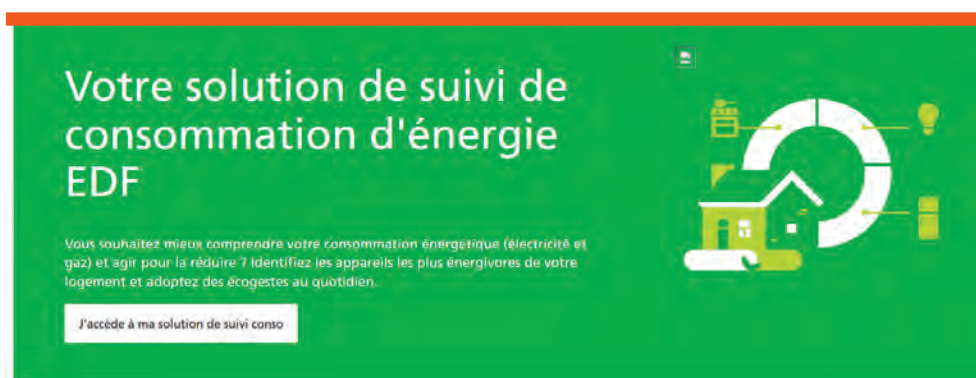 Votre solution de suivi de
consommation d'énergie
EDF
Vous souhaitez mieux comprendre votre consommation énergétique (électricité et
gaz) et agir pour la réduire ? Identifiez les appareils les plus énergivores de votre
logement et adoptez des écogestes au quotidien.
J'accède à ma solution de suivi conso